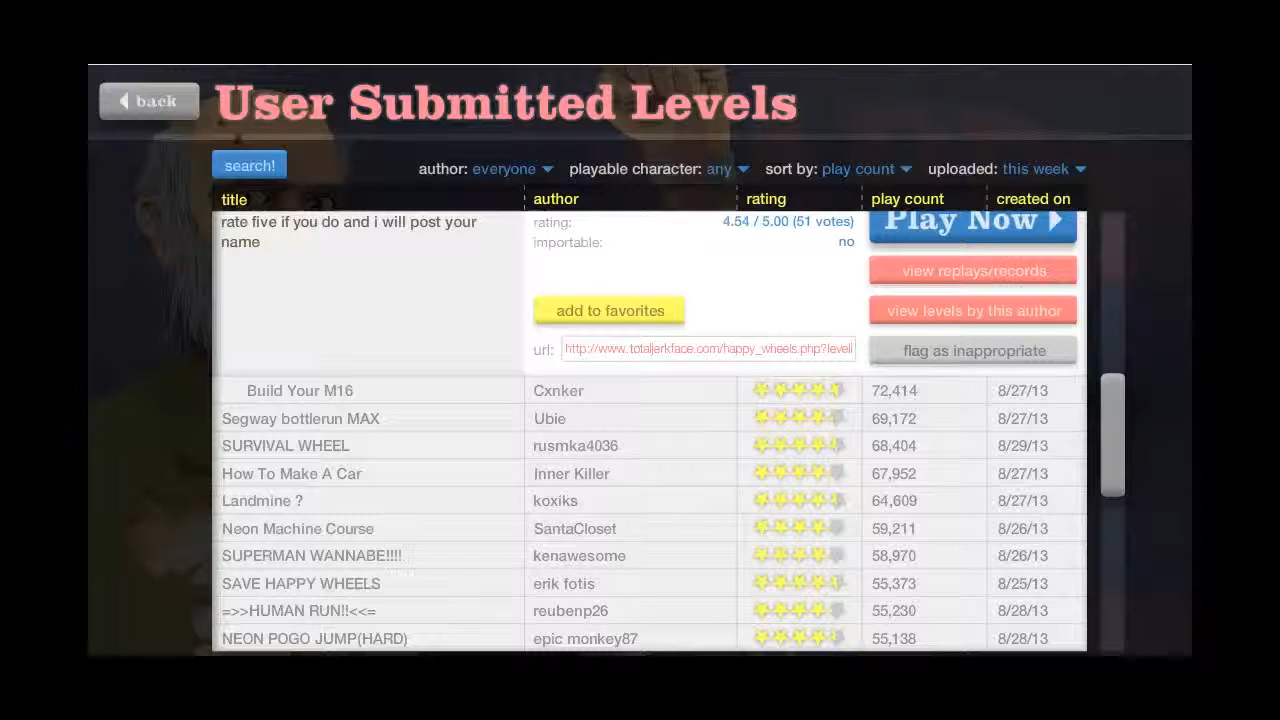 back
User Submitted Levels
search!
author: everyone playable character: any sort by: play count uploaded: this week
title author rating play count created on
rate five if you do and i will post your
name
rating: 4.54 / 5.00 (51 votes)
importable: no
Play Now
view replays/records
add to favorites
view levels by this author
url: http://www.totaljerkface.com/happy_wheels.php?levell
flag as inappropriate
Build Your M16 Cxnker 72,414 8/27/13
Segway bottlerun MAX Ubie 69,172 8/27/13
SURVIVAL WHEEL rusmka4036 68,404 8/29/13
How To Make A Car Inner Killer 67,952 8/27/13
Landmine ? koxiks 64,609 8/27/13
Neon Machine Course SantaCloset 59,211 8/26/13
SUPERMAN WANNABE!!!! kenawesome 58,970 8/26/13
SAVE HAPPY WHEELS erik fotis 55,373 8/25/13
=>>HUMAN RUN!!<<= reubenp26 55,230 8/28/13
NEON POGO JUMP(HARD) epic monkey87 55,138 8/28/13